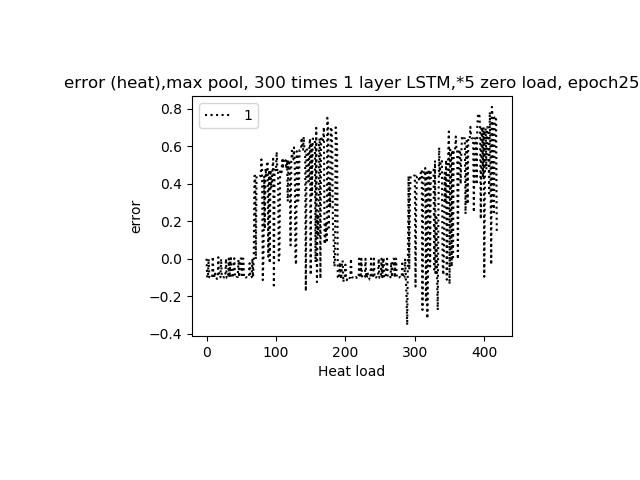 error (heat),max pool, 300 times 1 layer LSTM,*5 zero load, epoch25
1
0.8
0.6
0.4
0.2
0.0
−0.2
−0.4
error
0 100 200 300 400
Heat load